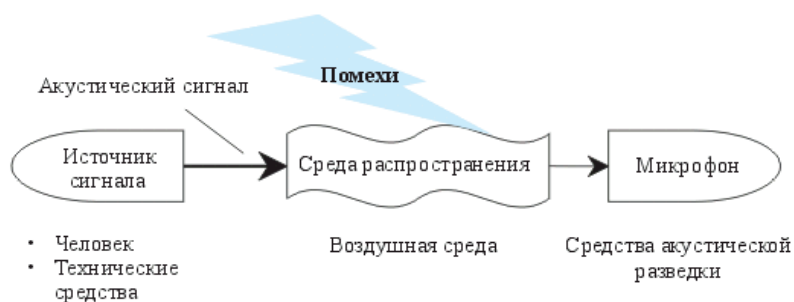 Помехи
Акустический сигнал
Источник
сигнала
Среда распространения
Микрофон
• Человек
• Технические
средства
Воздушная среда
Средства акустической
разведки